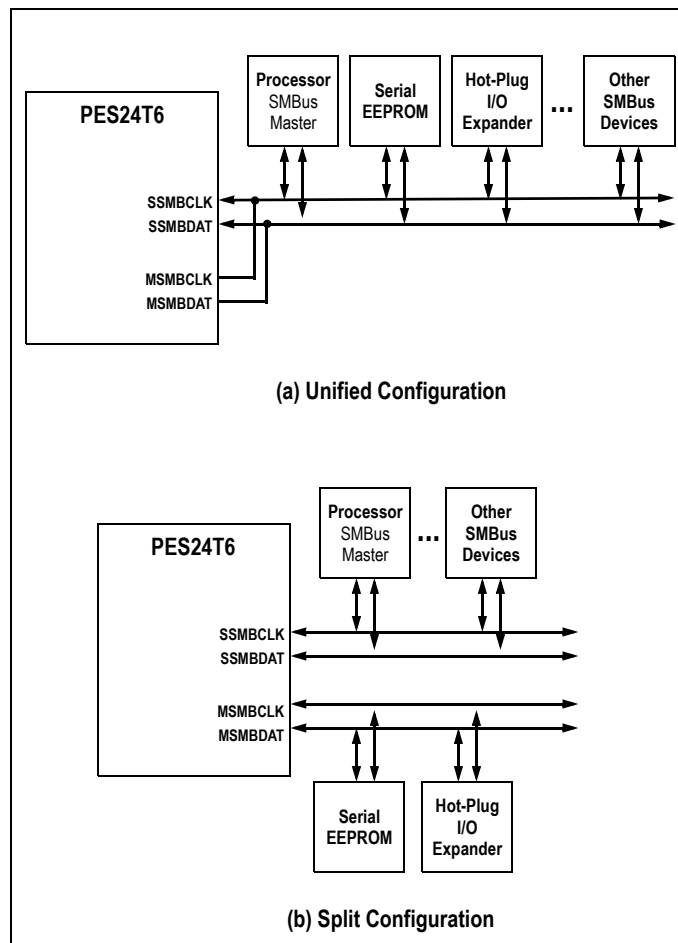 PES24T6
Processor
SMBus
Master
Serial
EEPROM
Hot-Plug
I/O
Expander
...
Other
SMBus
Devices
SSMBCLK
SSMBDAT
MSMBCLK
MSMBDAT
(a) Unified Configuration
PES24T6
Processor
SMBus
Master
...
Other
SMBus
Devices
SSMBCLK
SSMBDAT
MSMBCLK
MSMBDAT
Serial
EEPROM
Hot-Plug
I/O
Expander
(b) Split Configuration